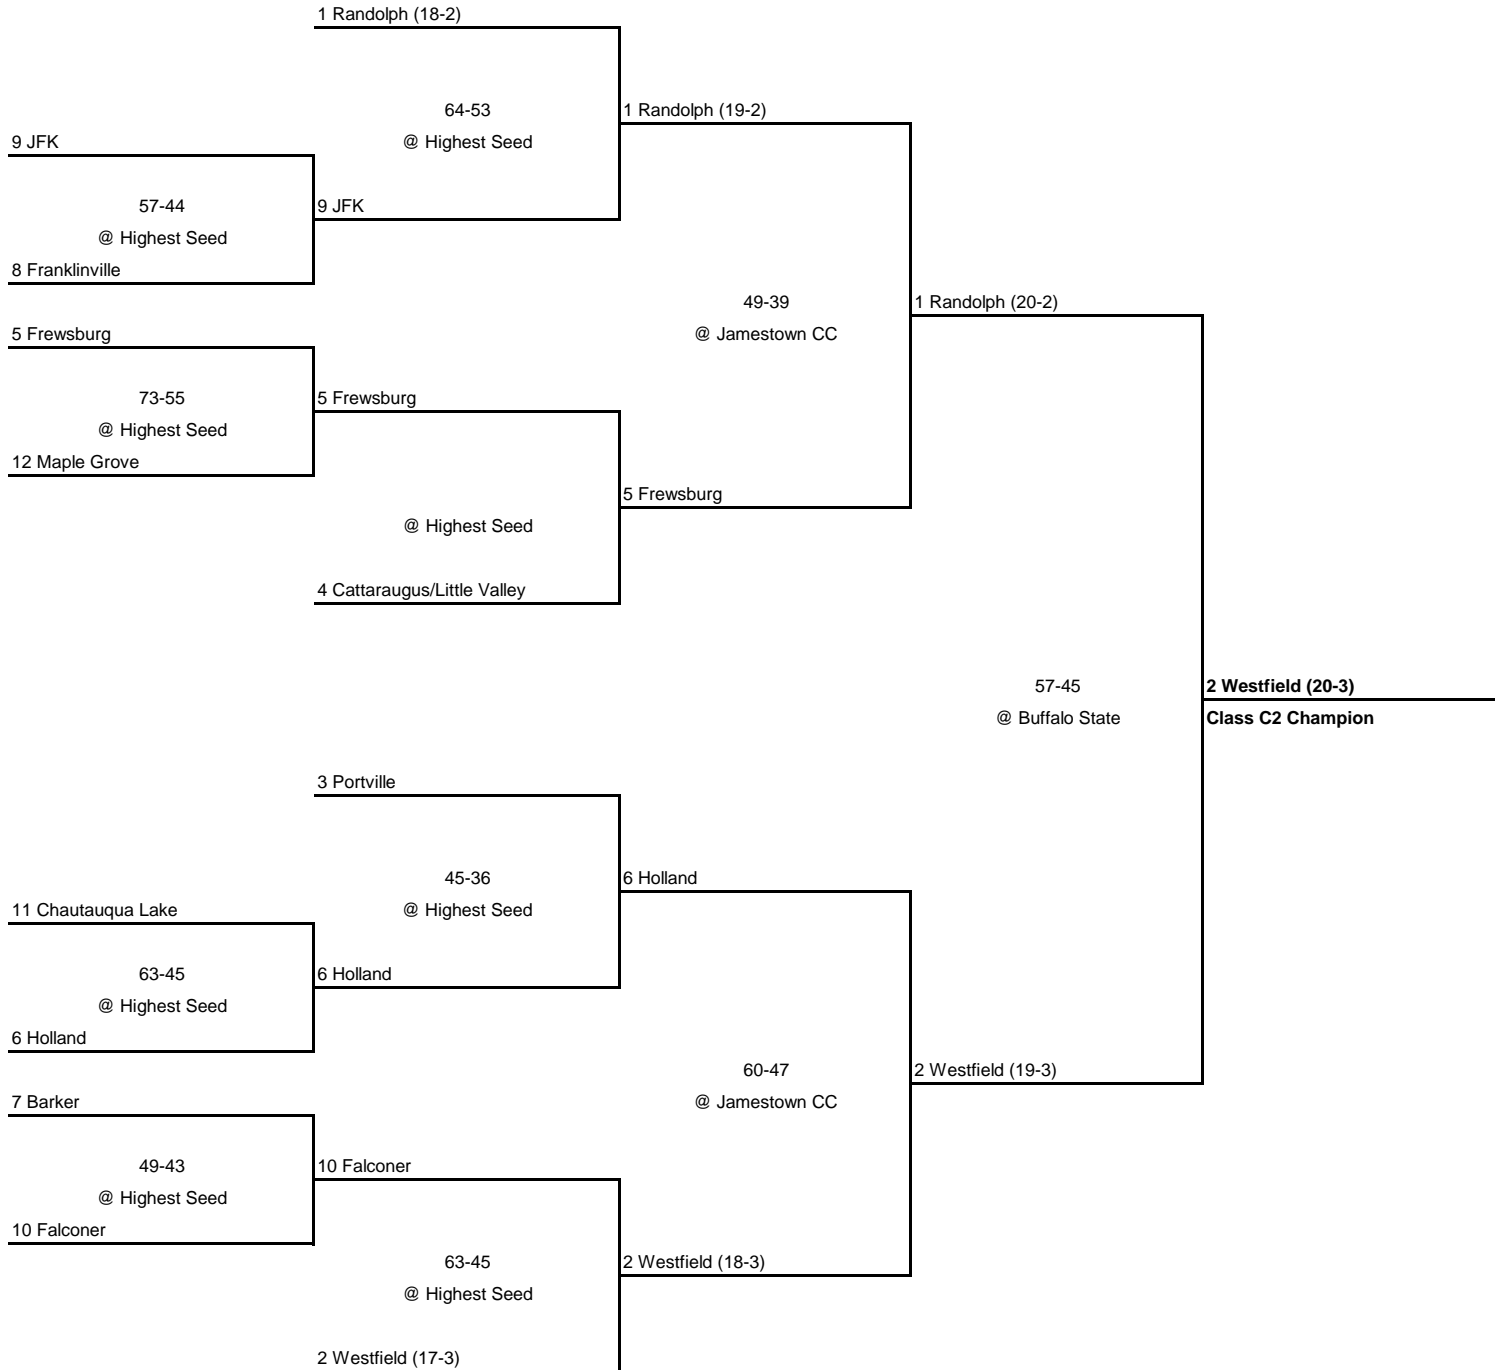 1 Randolph (18-2)
64-53
1 Randolph (19-2)
9 JFK
@ Highest Seed
57-44
9 JFK
@ Highest Seed
8 Franklinville
49-39
1 Randolph (20-2)
5 Frewsburg
@ Jamestown CC
73-55
5 Frewsburg
@ Highest Seed
12 Maple Grove
5 Frewsburg
@ Highest Seed
4 Cattaraugus/Little Valley
57-45
2 Westfield (20-3)
@ Buffalo State
Class C2 Champion
3 Portville
45-36
6 Holland
11 Chautauqua Lake
@ Highest Seed
63-45
6 Holland
@ Highest Seed
6 Holland
60-47
2 Westfield (19-3)
7 Barker
@ Jamestown CC
49-43
10 Falconer
@ Highest Seed
10 Falconer
63-45
2 Westfield (18-3)
@ Highest Seed
2 Westfield (17-3)